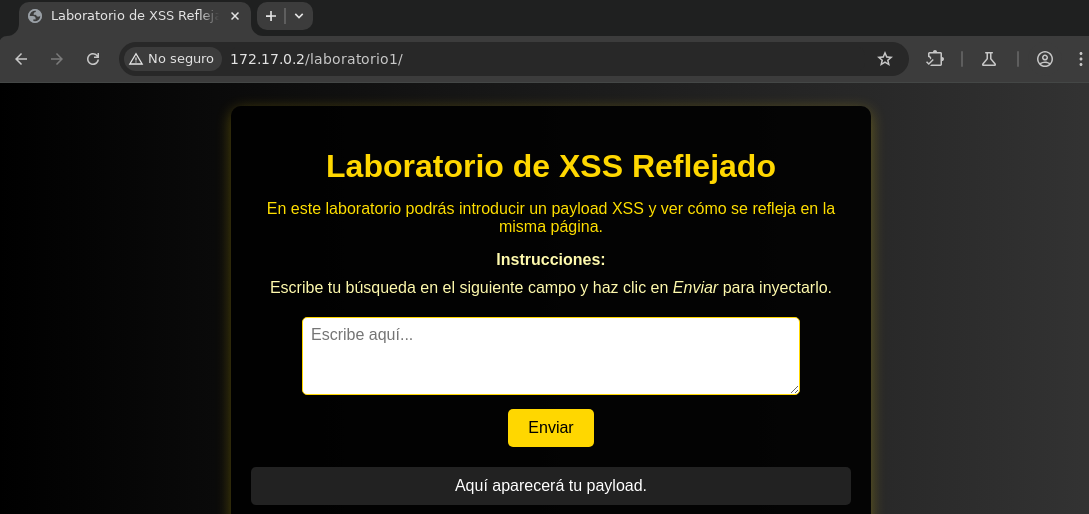 Laboratorio de XSS Refleja
No seguro 172.17.0.2/laboratorio1/
Laboratorio de XSS Reflejado
En este laboratorio podrás introducir un payload XSS y ver cómo se refleja en la
misma página.
Instrucciones:
Escribe tu búsqueda en el siguiente campo y haz clic en Enviar para inyectarlo.
Escribe aquí...
Enviar
Aquí aparecerá tu payload.